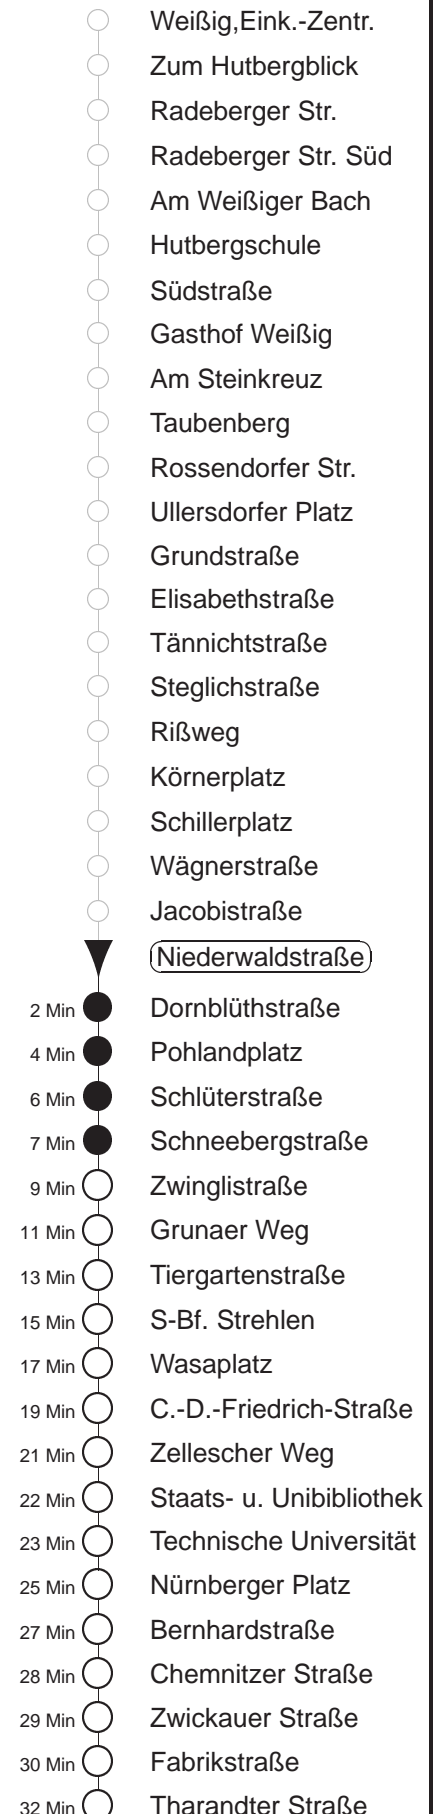 Weißig,Eink.-Zentr.
Zum Hutbergblick
Radeberger Str.
Radeberger Str. Süd
Am Weißiger Bach
Hutbergschule
Südstraße
Gasthof Weißig
Am Steinkreuz
Taubenberg
Rossendorfer Str.
Ullersdorfer Platz
Grundstraße
Elisabethstraße
Tännichtstraße
Steglichstraße
Rißweg
Körnerplatz
Schillerplatz
Wägnerstraße
Jacobistraße
Niederwaldstraße
2 Min Dornblüthstraße
4 Min Pohlandplatz
6 Min Schlüterstraße
7 Min Schneebergstraße
9 Min Zwinglistraße
11 Min Grunaer Weg
13 Min Tiergartenstraße
15 Min S-Bf. Strehlen
17 Min Wasaplatz
19 Min C.-D.-Friedrich-Straße
21 Min Zellescher Weg
22 Min Staats- u. Unibibliothek
23 Min Technische Universität
25 Min Nürnberger Platz
27 Min Bernhardstraße
28 Min Chemnitzer Straße
29 Min Zwickauer Straße
30 Min Fabrikstraße
32 Min Tharandter Straße